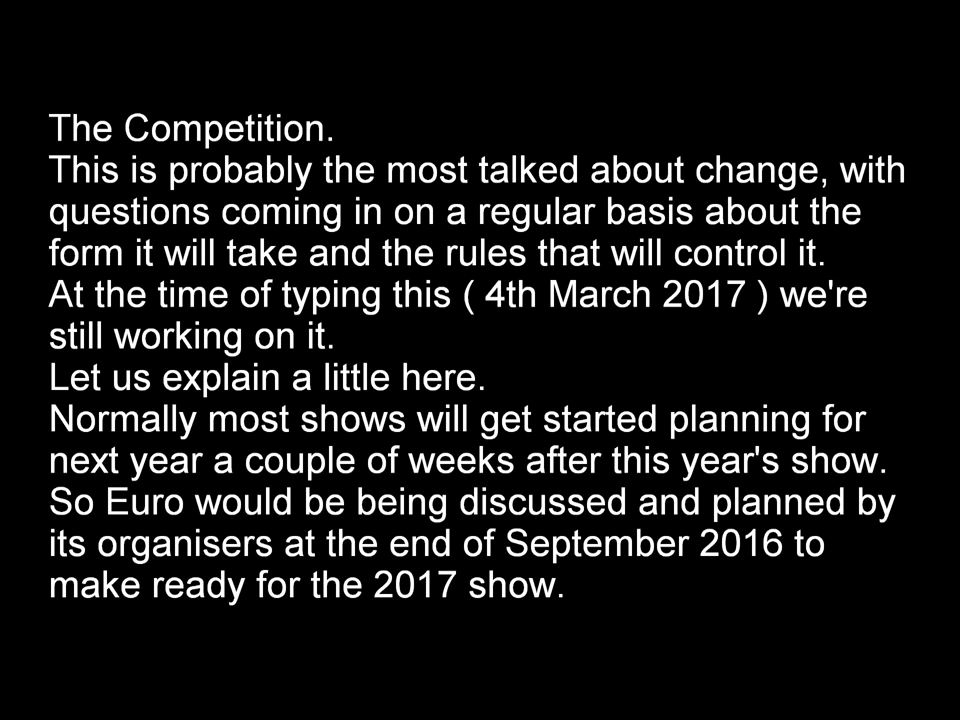 The Competition.
This is probably the most talked about change, with
questions coming in on a regular basis about the
form it will take and the rules that will control it.
At the time of typing this ( 4th March 2017 ) we're
still working on it.
Let us explain a little here.
Normally most shows will get started planning for
next year a couple of weeks after this year's show.
So Euro would be being discussed and planned by
its organisers at the end of September 2016 to
make ready for the 2017 show.